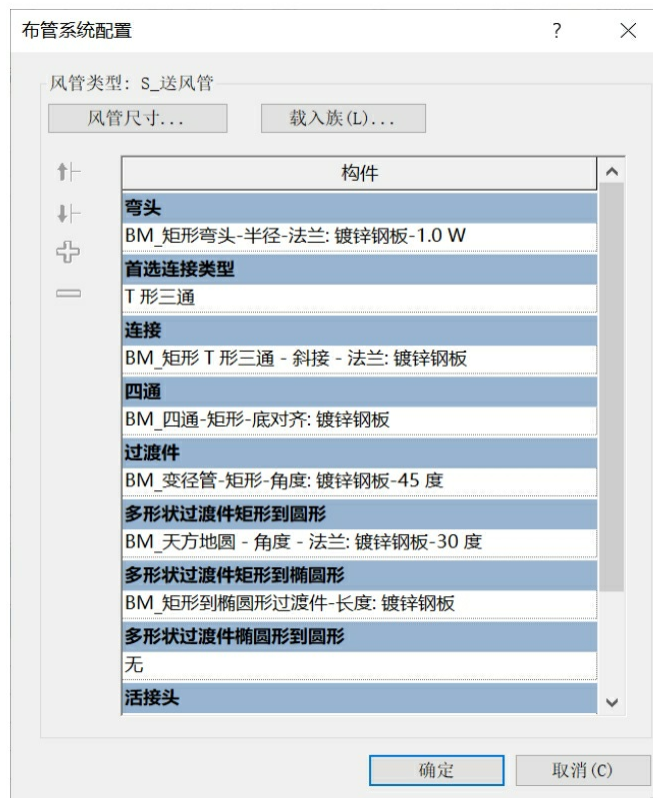 布管系统配置
?
风管类型: S_送风管
风管尺寸...
载入族(L)...
构件
弯头
BM_矩形弯头-半径-法兰: 镀锌钢板-1.0 W
首选连接类型
T 形三通
连接
BM_矩形 T 形三通 - 斜接 - 法兰: 镀锌钢板
四通
BM_四通-矩形-底对齐: 镀锌钢板
过渡件
BM_变径管-矩形-角度: 镀锌钢板-45 度
多形状过渡件矩形到圆形
BM_天方地圆 - 角度 - 法兰: 镀锌钢板-30 度
多形状过渡件矩形到椭圆形
BM_矩形到椭圆形过渡件-长度: 镀锌钢板
多形状过渡件椭圆形到圆形
无
活接头
确定
取消(C)